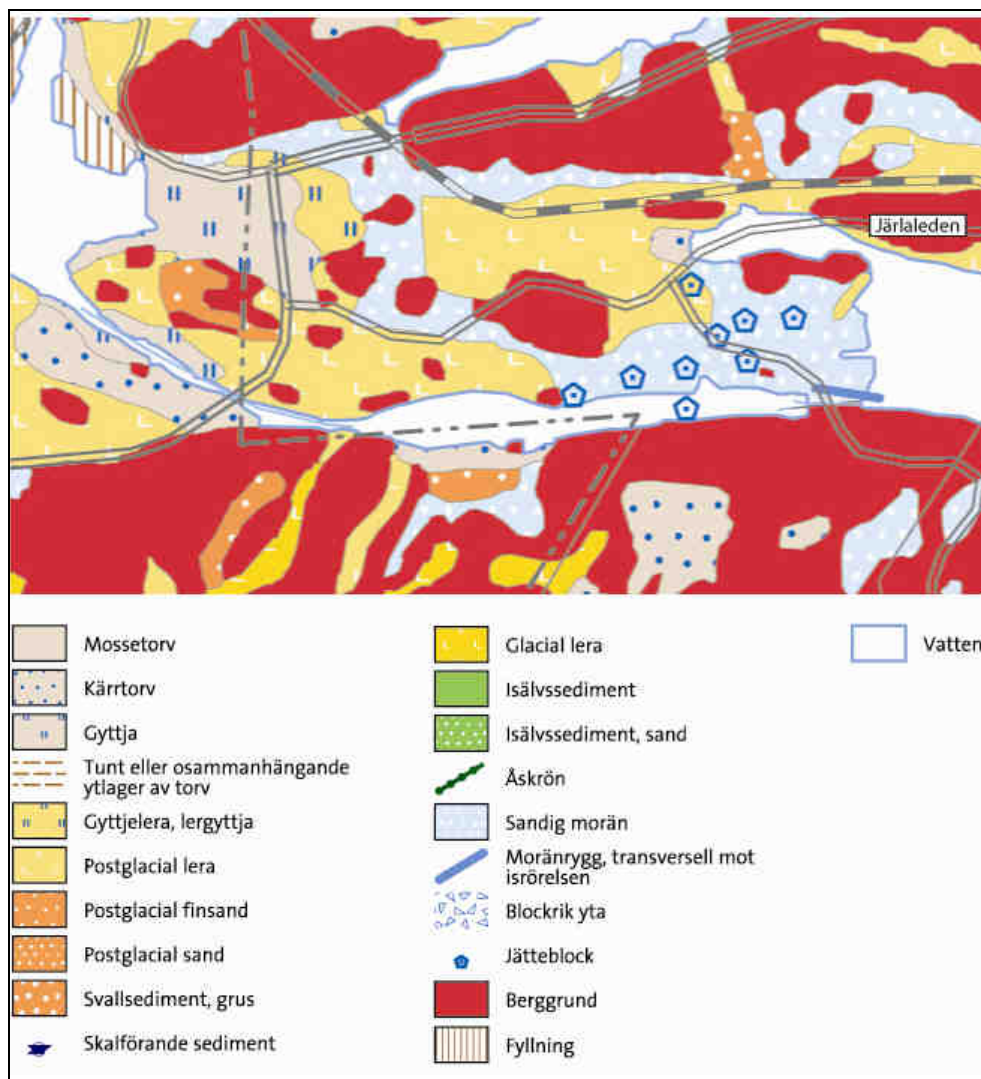 Järlaleden
Mossetorv
Kärrtorv
Gyttja
Tunt eller osammanhängande
ytlager av torv
Gyttjelera, lergyttja
Postglacial lera
Postglacial finsand
Postglacial sand
Svallsediment, grus
Skalförande sediment
Glacial lera
Isälvssediment
Isälvssediment, sand
Åskrön
Sandig morän
Moränrygg, transversell mot
isrörelsen
Blockrik yta
Jätteblock
Berggrund
Fyllning
Vatten